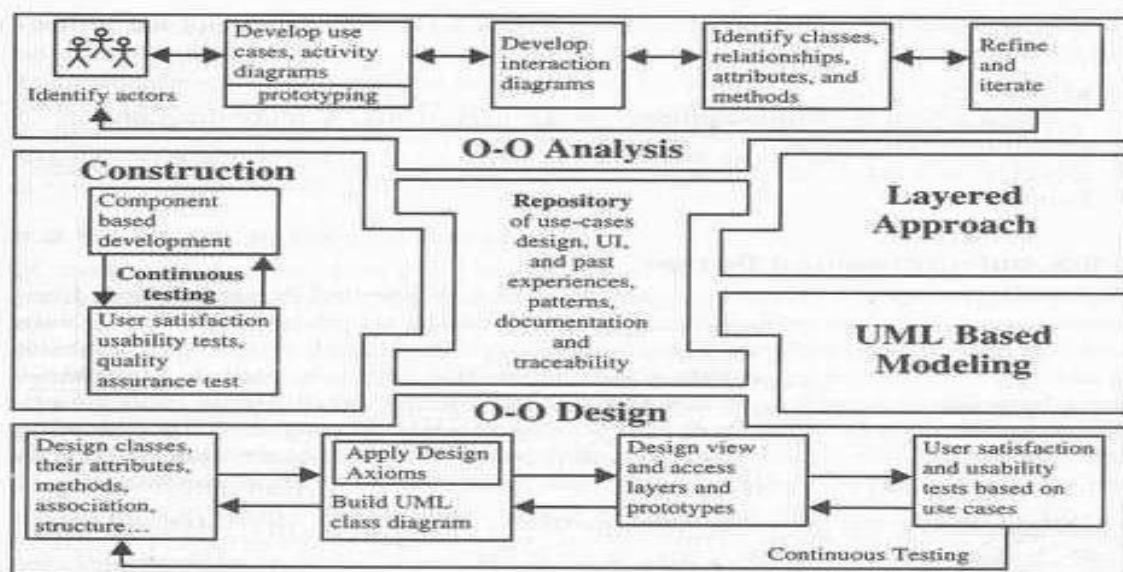 Identify actors
Develop use
cases, activity
diagrams
prototyping
Develop
interaction
diagrams
Identify classes,
relationships,
attributes, and
methods
Refine
and
iterate
O-O Analysis
Construction
Component
based
development
Continuous
testing
User satisfaction
usability tests,
quality
assurance test
Repository
of use-cases
design, UI,
and past
experiences,
patterns,
documentation
and
traceability
Layered
Approach
UML Based
Modeling
O-O Design
Design classes,
their attributes,
methods,
association,
structure...
Apply Design
Axioms
Build UML
class diagram
Design view
and access
layers and
prototypes
User satisfaction
and usability
tests based on
use cases
Continuous Testing